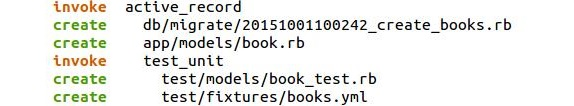 invoke active_record
create db/migrate/20151001100242_create_books.rb
create app/models/book.rb
invoke test_unit
create test/models/book_test.rb
create test/fixtures/books.yml